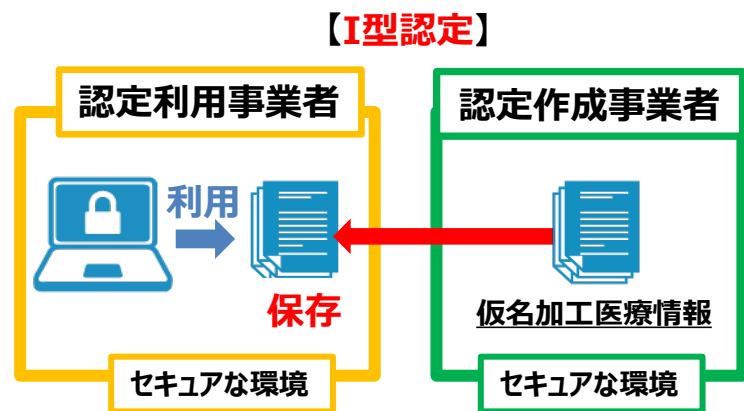 【Ⅰ型認定】
認定利用事業者
認定作成事業者
利用
保存
仮名加工医療情報
セキュアな環境
セキュアな環境